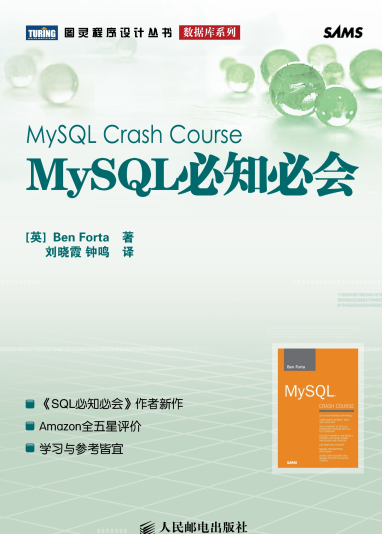 TURING 图灵程序设计丛书 数据库系列 SAMS
MySQL Crash Course
MySQL必知必会
[英] Ben Forta 著
刘晓霞 钟鸣 译
Ben Forta
MySQL
CRASH COURSE
SAMS
《SQL必知必会》作者新作
Amazon全五星评价
学习与参考皆宜
人民邮电出版社